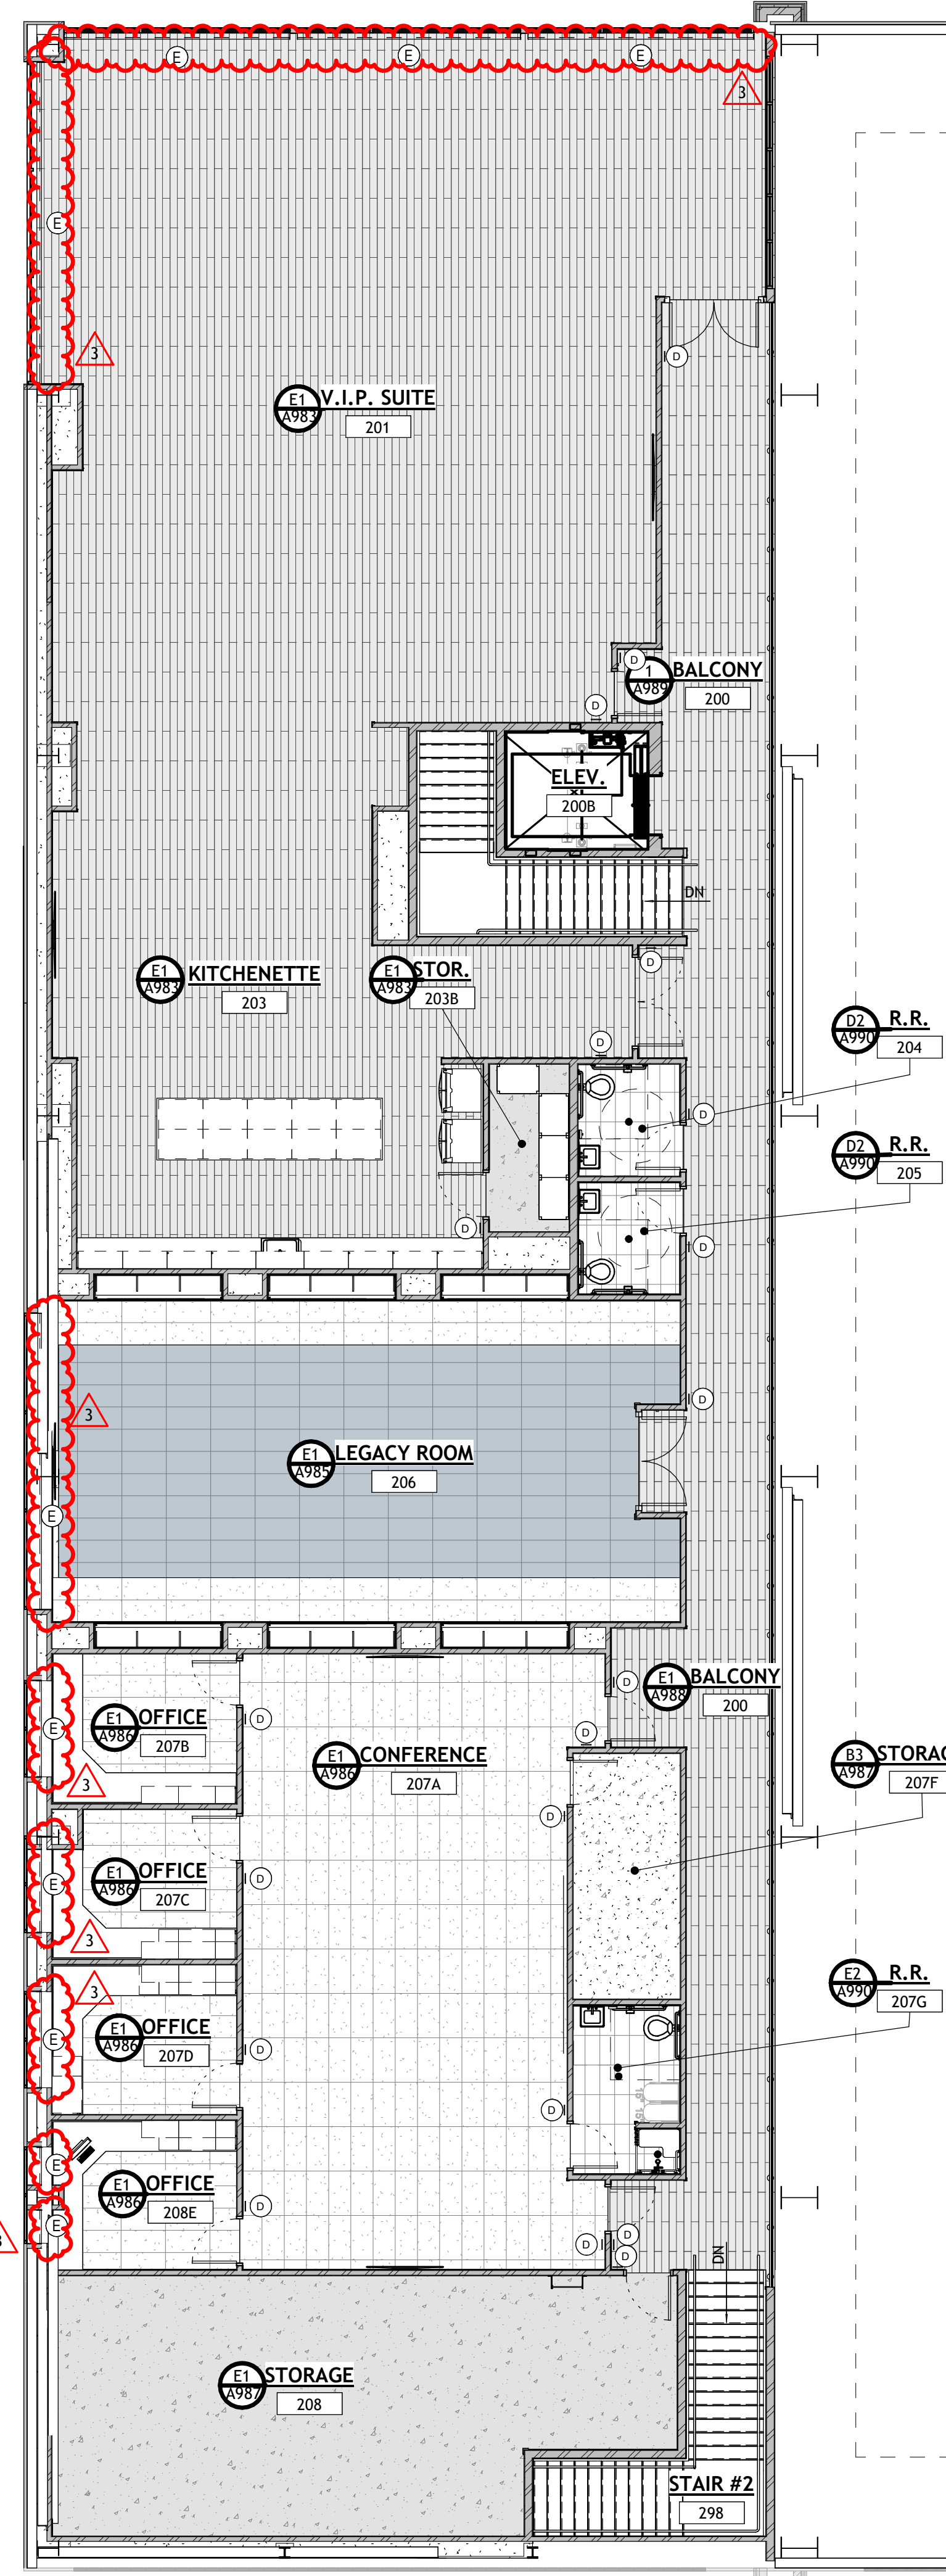 E
E
E
3
E
3
E1
A983
V.I.P. SUITE
201
D
D
1
A989
BALCONY
200
D
ELEV.
200B
DN
E1
A983
KITCHENETTE
203
E1
A983
STOR.
203B
D
D2
A990
R.R.
204
D
D
D2
A990
R.R.
205
D
D
3
D
E1
A985
LEGACY ROOM
206
E
E1
A988
BALCONY
200
D
E1
A986
OFFICE
207B
D
E
D
E1
A986
CONFERENCE
207A
B3
A987
STORAG
207F
3
D
E1
A986
OFFICE
207C
D
E
3
E2
A990
R.R.
207G
3
E1
A986
OFFICE
207D
E
D
D
E
E1
A986
OFFICE
208E
D
E
D
D
D
DN
E1
A987
STORAGE
208
STAIR #2
298